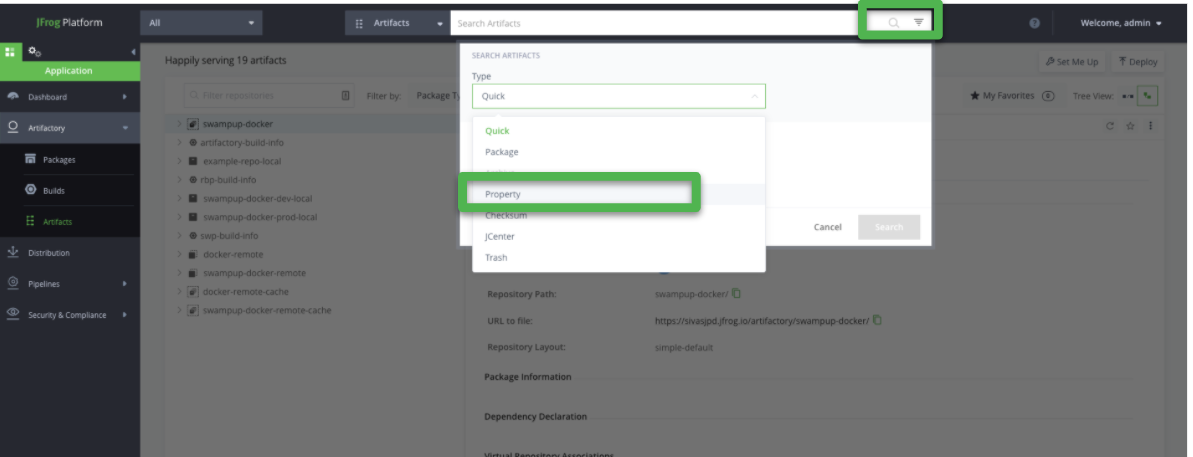 JFrog Platform
All
Artifacts
Search Artifacts
Welcome, admin
Application
Happily serving 19 artifacts
Set Me Up
Deploy
SEARCH ARTIFACTS
Type
Quick
Dashboard
Filter repositories
Filter by:
Package Ty
My Favorites
Tree View:
Artifactory
swampup-docker
Quick
artifactory-build-info
Package
Packages
example-repo-local
rbp-build-info
Builds
swampup-docker-dev-local
Property
swampup-docker-prod-local
Checksum
Artifacts
swp-build-info
JCenter
Cancel
Search
Distribution
docker-remote
Trash
swampup-docker-remote
Pipelines
docker-remote-cache
Repository Path:
swampup-docker/
Security & Compliance
swampup-docker-remote-cache
URL to file:
https://sivasjpd.jfrog.io/artifactory/swampup-docker/
Repository Layout:
simple-default
Package Information
Dependency Declaration
Virtual Repository Associations